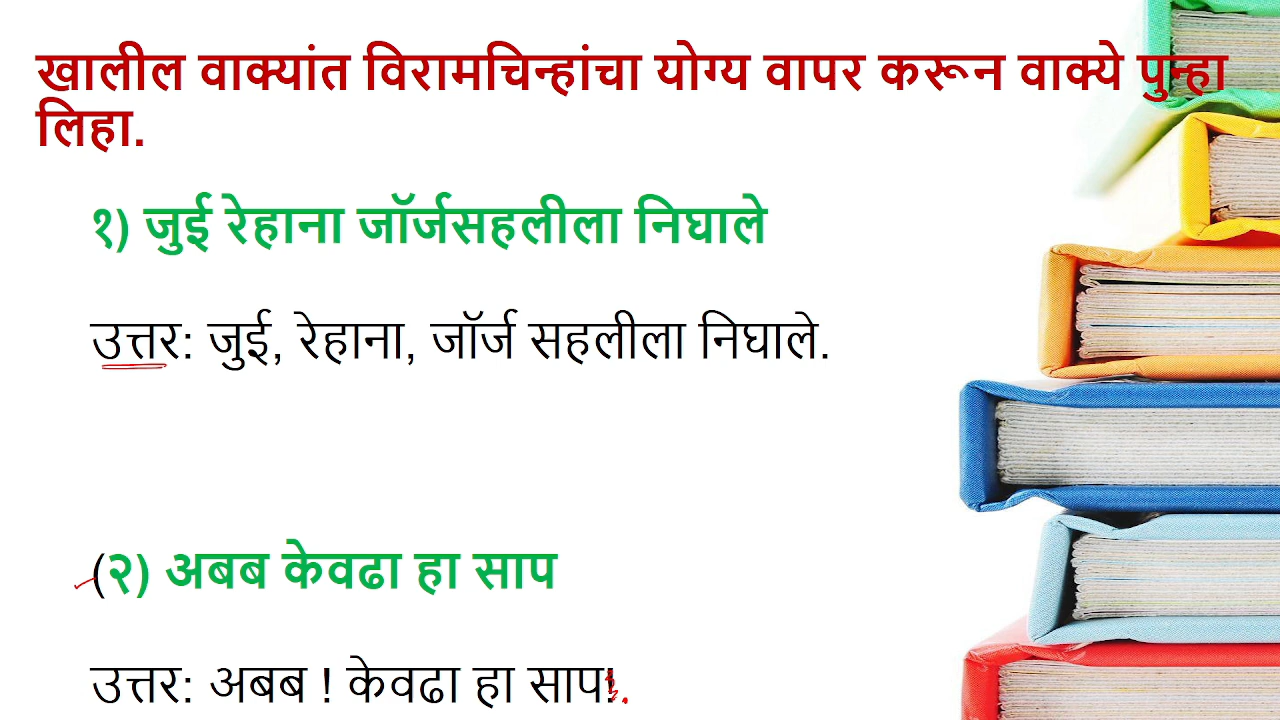 खालील वाक्यांत विरामचिन्हांचा योग्य वापर करून वाक्ये पुन्हा
लिहा.
१) जुई रेहाना जॉर्जसहलीला निघाले
उत्तर: जुई, रेहाना, जॉर्ज सहलीला निघाले.
(२) अबब केवढा हा साप
उत्तर: अबब ! केवढा हा साप!.